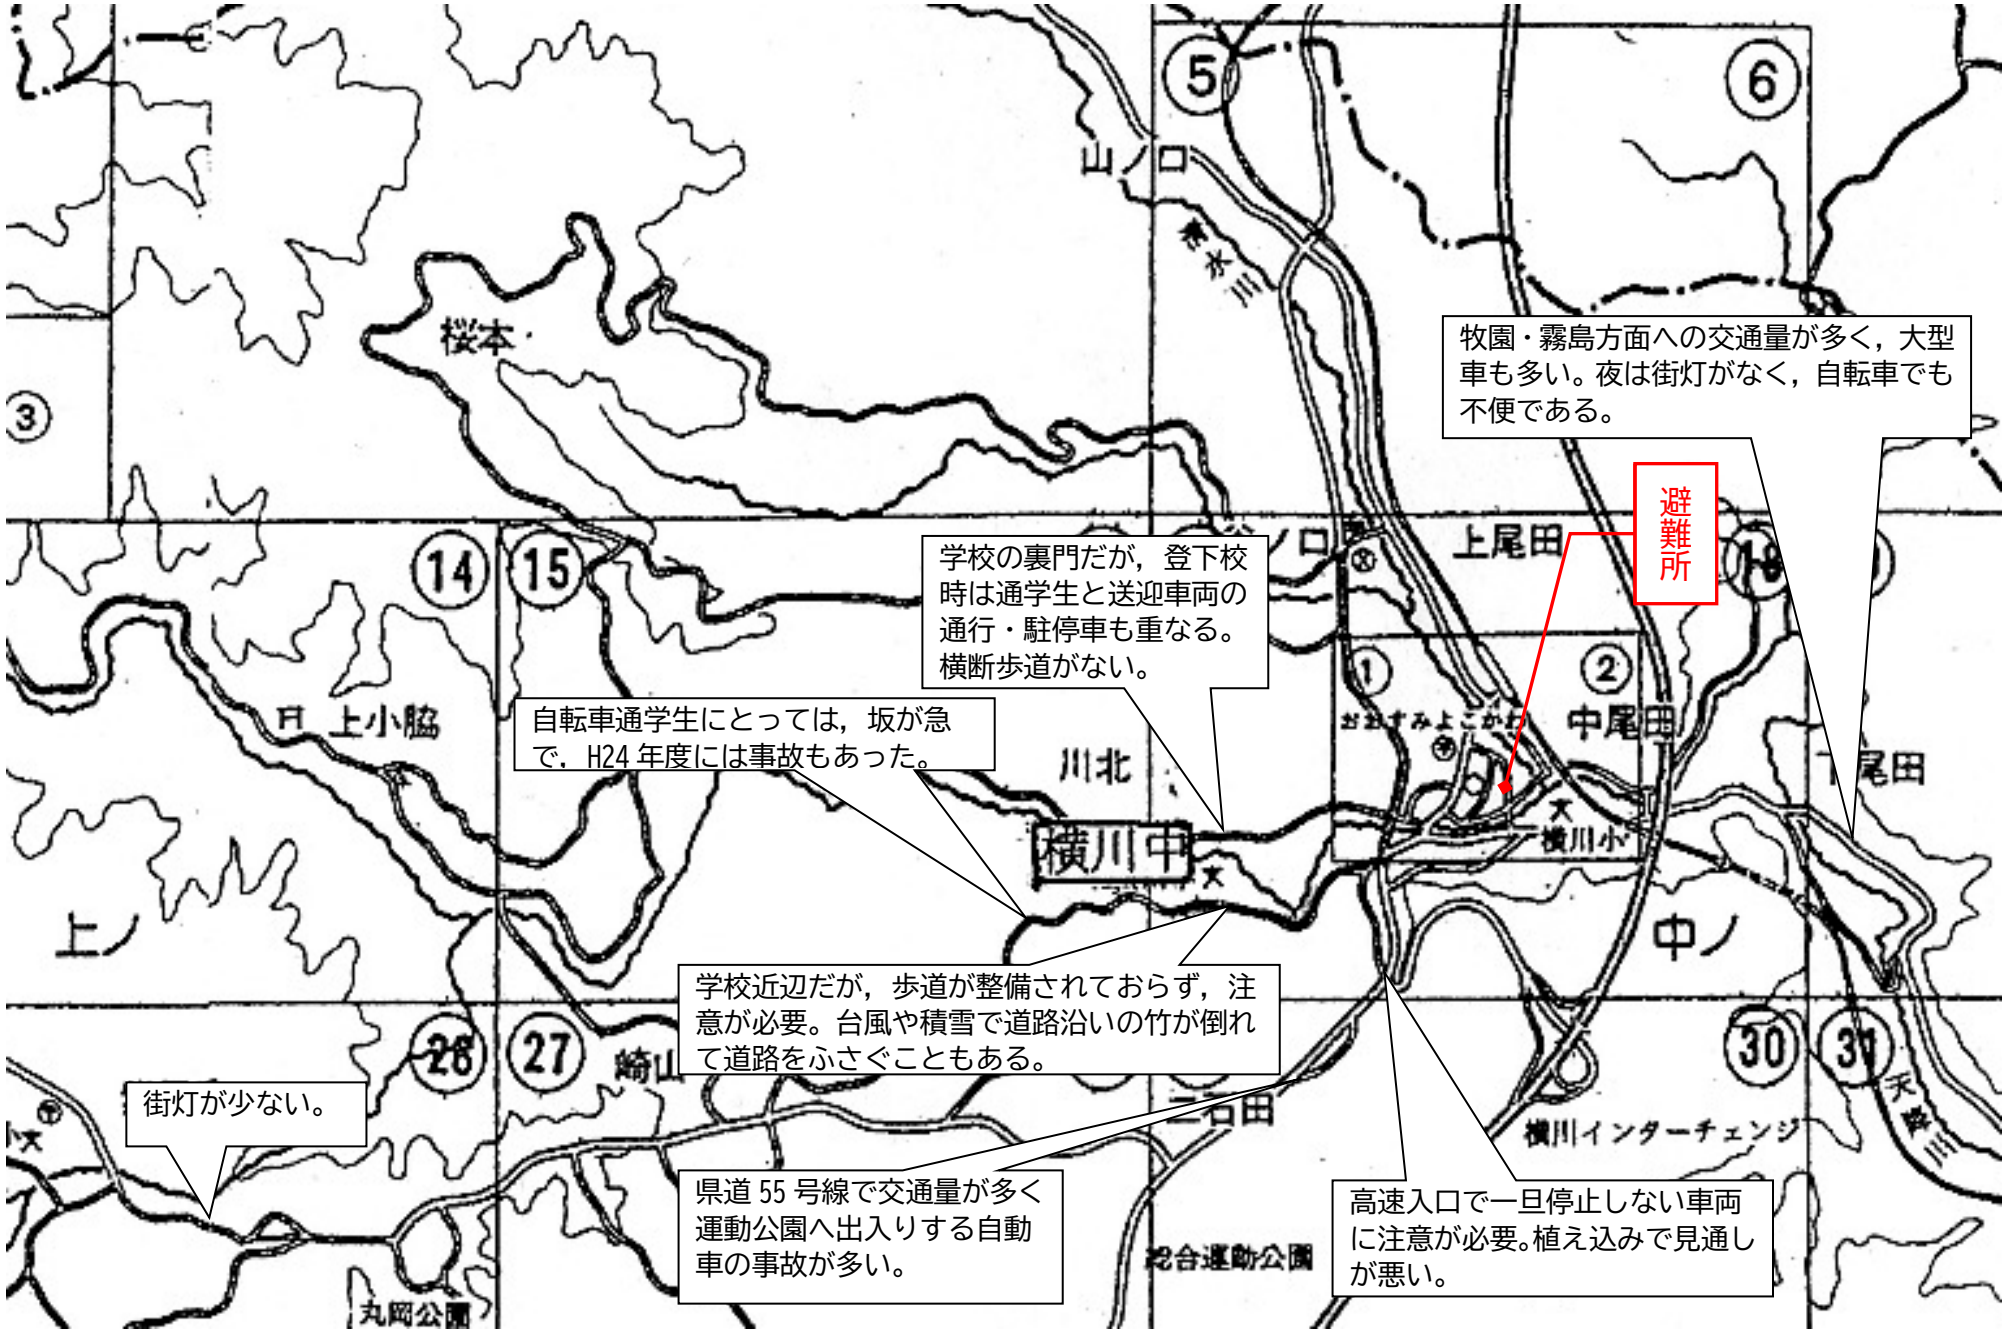 5
6
山ノ口
清水川
桜本
3
牧園・霧島方面への交通量が多く，大型
車も多い。夜は街灯がなく，自転車でも
不便である。
避難所
14
15
ノロ
上尾田
18
学校の裏門だが，登下校
時は通学生と送迎車両の
通行・駐停車も重なる。
横断歩道がない。
1
2
おおすみよこがわ
中尾田
上小脇
自転車通学生にとっては，坂が急
で，H24 年度には事故もあった。
川北
下尾田
横川中
文
文
横川小
上ノ
中ノ
学校近辺だが，歩道が整備されておらず，注
意が必要。台風や積雪で道路沿いの竹が倒れ
て道路をふさぐこともある。
26
27
崎山
30
31
街灯が少ない。
二石田
横川インターチェンジ
天降川
小文
県道 55 号線で交通量が多く
運動公園へ出入りする自動
車の事故が多い。
高速入口で一旦停止しない車両
に注意が必要。植え込みで見通し
が悪い。
総合運動公園
丸岡公園